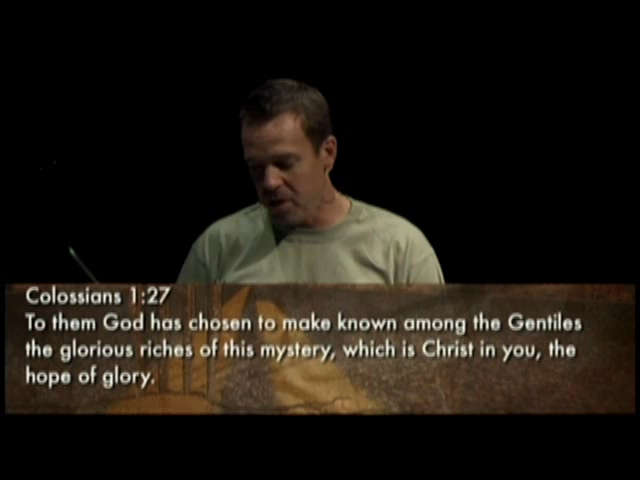 Colossians 1:27
To them God has chosen to make known among the Gentiles
the glorious riches of this mystery, which is Christ in you, the
hope of glory.